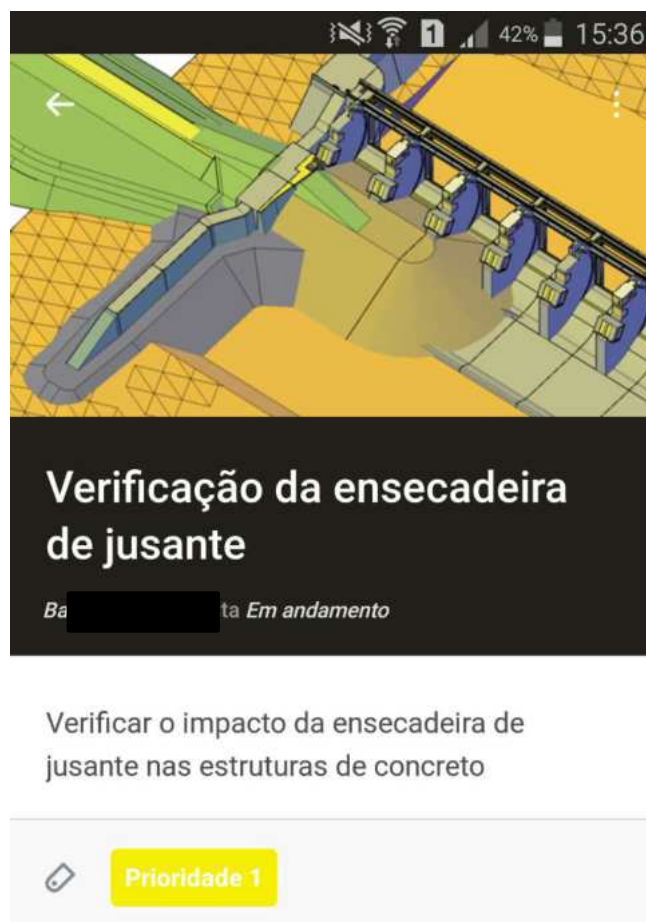 1 42% 15:36
Verificação da ensecadeira
de jusante
Ba ta Em andamento
Verificar o impacto da ensecadeira de
jusante nas estruturas de concreto
Prioridade 1